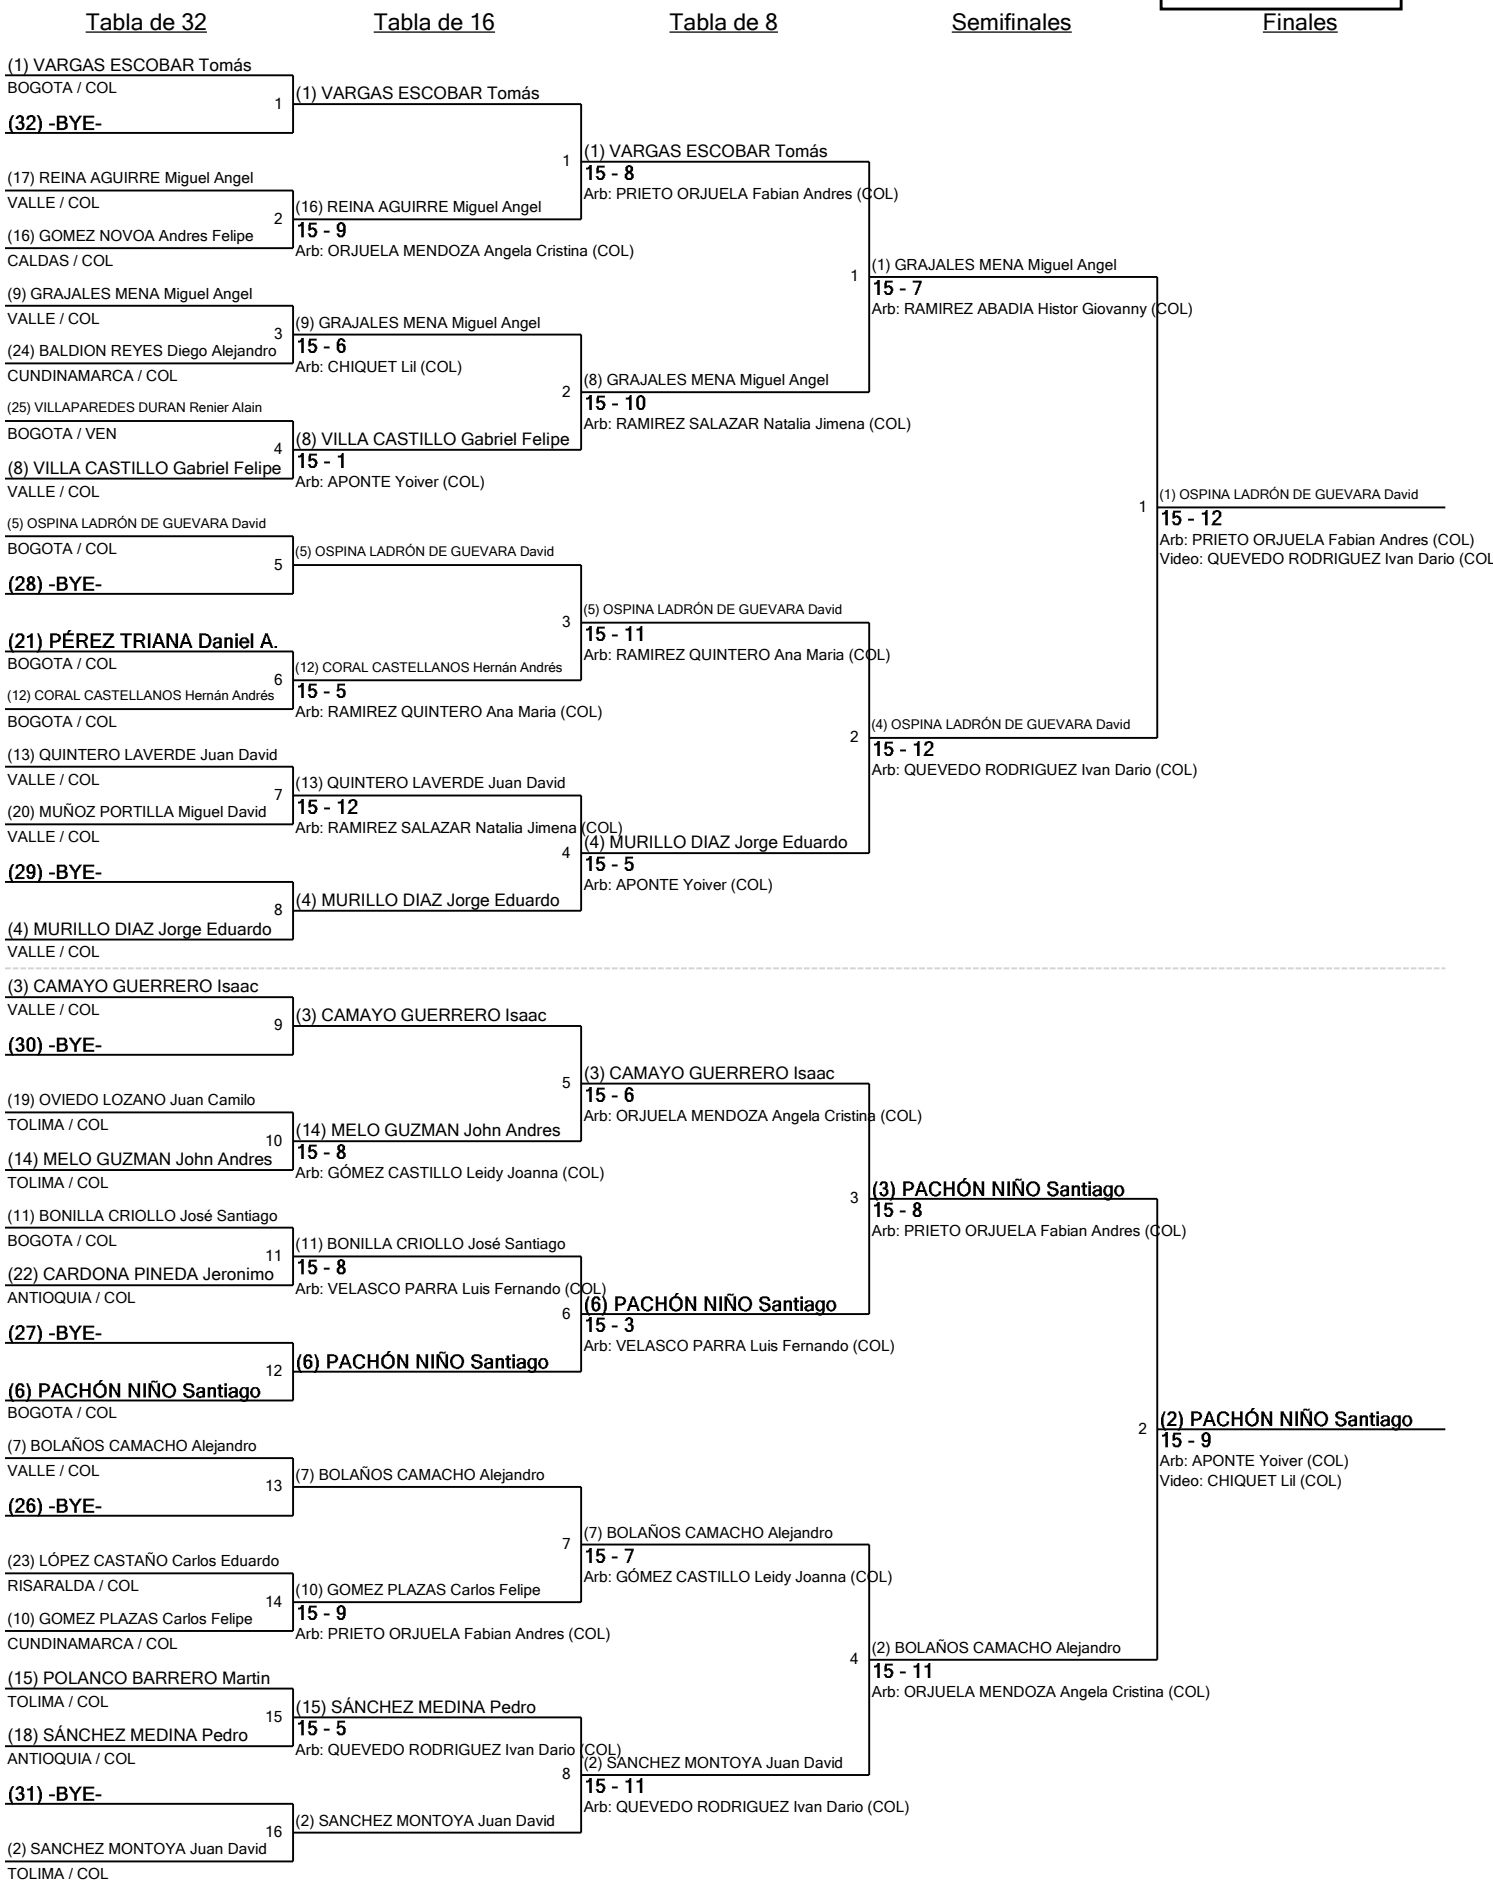 Tabla de 32
Tabla de 16
Tabla de 8
Semifinales
Finales
(1) VARGAS ESCOBAR Tomás
BOGOTA / COL
1
(32) -BYE-
(17) REINA AGUIRRE Miguel Angel
VALLE / COL
2
(16) GOMEZ NOVOA Andres Felipe
CALDAS / COL
(9) GRAJALES MENA Miguel Angel
VALLE / COL
3
(24) BALDION REYES Diego Alejandro
CUNDINAMARCA / COL
(25) VILLAPAREDES DURAN Renier Alain
BOGOTA / VEN
4
(8) VILLA CASTILLO Gabriel Felipe
VALLE / COL
(5) OSPINA LADRÓN DE GUEVARA David
BOGOTA / COL
5
(28) -BYE-
(21) PÉREZ TRIANA Daniel A.
BOGOTA / COL
6
(12) CORAL CASTELLANOS Hernán Andrés
BOGOTA / COL
(13) QUINTERO LAVERDE Juan David
VALLE / COL
7
(20) MUÑOZ PORTILLA Miguel David
VALLE / COL
(29) -BYE-
8
(4) MURILLO DIAZ Jorge Eduardo
VALLE / COL
(3) CAMAYO GUERRERO Isaac
VALLE / COL
9
(30) -BYE-
(19) OVIEDO LOZANO Juan Camilo
TOLIMA / COL
10
(14) MELO GUZMAN John Andres
TOLIMA / COL
(11) BONILLA CRIOLLO José Santiago
BOGOTA / COL
11
(22) CARDONA PINEDA Jeronimo
ANTIOQUIA / COL
(27) -BYE-
12
(6) PACHÓN NIÑO Santiago
BOGOTA / COL
(7) BOLAÑOS CAMACHO Alejandro
VALLE / COL
13
(26) -BYE-
(23) LÓPEZ CASTAÑO Carlos Eduardo
RISARALDA / COL
14
(10) GOMEZ PLAZAS Carlos Felipe
CUNDINAMARCA / COL
(15) POLANCO BARRERO Martin
TOLIMA / COL
15
(18) SÁNCHEZ MEDINA Pedro
ANTIOQUIA / COL
(31) -BYE-
16
(2) SANCHEZ MONTOYA Juan David
TOLIMA / COL
(1) VARGAS ESCOBAR Tomás
1
(16) REINA AGUIRRE Miguel Angel
15 - 9
Arb: ORJUELA MENDOZA Angela Cristina (COL)
(9) GRAJALES MENA Miguel Angel
15 - 6
Arb: CHIQUET Lil (COL)
2
(8) VILLA CASTILLO Gabriel Felipe
15 - 1
Arb: APONTE Yoiver (COL)
(5) OSPINA LADRÓN DE GUEVARA David
3
(12) CORAL CASTELLANOS Hernán Andrés
15 - 5
Arb: RAMIREZ QUINTERO Ana Maria (COL)
(13) QUINTERO LAVERDE Juan David
15 - 12
Arb: RAMIREZ SALAZAR Natalia Jimena (COL)
4
(4) MURILLO DIAZ Jorge Eduardo
(3) CAMAYO GUERRERO Isaac
5
(14) MELO GUZMAN John Andres
15 - 8
Arb: GÓMEZ CASTILLO Leidy Joanna (COL)
(11) BONILLA CRIOLLO José Santiago
15 - 8
Arb: VELASCO PARRA Luis Fernando (COL)
6
(6) PACHÓN NIÑO Santiago
(7) BOLAÑOS CAMACHO Alejandro
7
(10) GOMEZ PLAZAS Carlos Felipe
15 - 9
Arb: PRIETO ORJUELA Fabian Andres (COL)
(15) SÁNCHEZ MEDINA Pedro
15 - 5
Arb: QUEVEDO RODRIGUEZ Ivan Dario (COL)
8
(2) SANCHEZ MONTOYA Juan David
(1) VARGAS ESCOBAR Tomás
15 - 8
Arb: PRIETO ORJUELA Fabian Andres (COL)
1
(8) GRAJALES MENA Miguel Angel
15 - 10
Arb: RAMIREZ SALAZAR Natalia Jimena (COL)
(5) OSPINA LADRÓN DE GUEVARA David
15 - 11
Arb: RAMIREZ QUINTERO Ana Maria (COL)
2
(4) MURILLO DIAZ Jorge Eduardo
15 - 5
Arb: APONTE Yoiver (COL)
(3) CAMAYO GUERRERO Isaac
15 - 6
Arb: ORJUELA MENDOZA Angela Cristina (COL)
3
(6) PACHÓN NIÑO Santiago
15 - 3
Arb: VELASCO PARRA Luis Fernando (COL)
(7) BOLAÑOS CAMACHO Alejandro
15 - 7
Arb: GÓMEZ CASTILLO Leidy Joanna (COL)
4
(2) SANCHEZ MONTOYA Juan David
15 - 11
Arb: QUEVEDO RODRIGUEZ Ivan Dario (COL)
(1) GRAJALES MENA Miguel Angel
15 - 7
Arb: RAMIREZ ABADIA Histor Giovanny (COL)
1
(4) OSPINA LADRÓN DE GUEVARA David
15 - 12
Arb: QUEVEDO RODRIGUEZ Ivan Dario (COL)
(3) PACHÓN NIÑO Santiago
15 - 8
Arb: PRIETO ORJUELA Fabian Andres (COL)
2
(2) BOLAÑOS CAMACHO Alejandro
15 - 11
Arb: ORJUELA MENDOZA Angela Cristina (COL)
(1) OSPINA LADRÓN DE GUEVARA David
15 - 12
Arb: PRIETO ORJUELA Fabian Andres (COL)
Video: QUEVEDO RODRIGUEZ Ivan Dario (COL
(2) PACHÓN NIÑO Santiago
15 - 9
Arb: APONTE Yoiver (COL)
Video: CHIQUET Lil (COL)